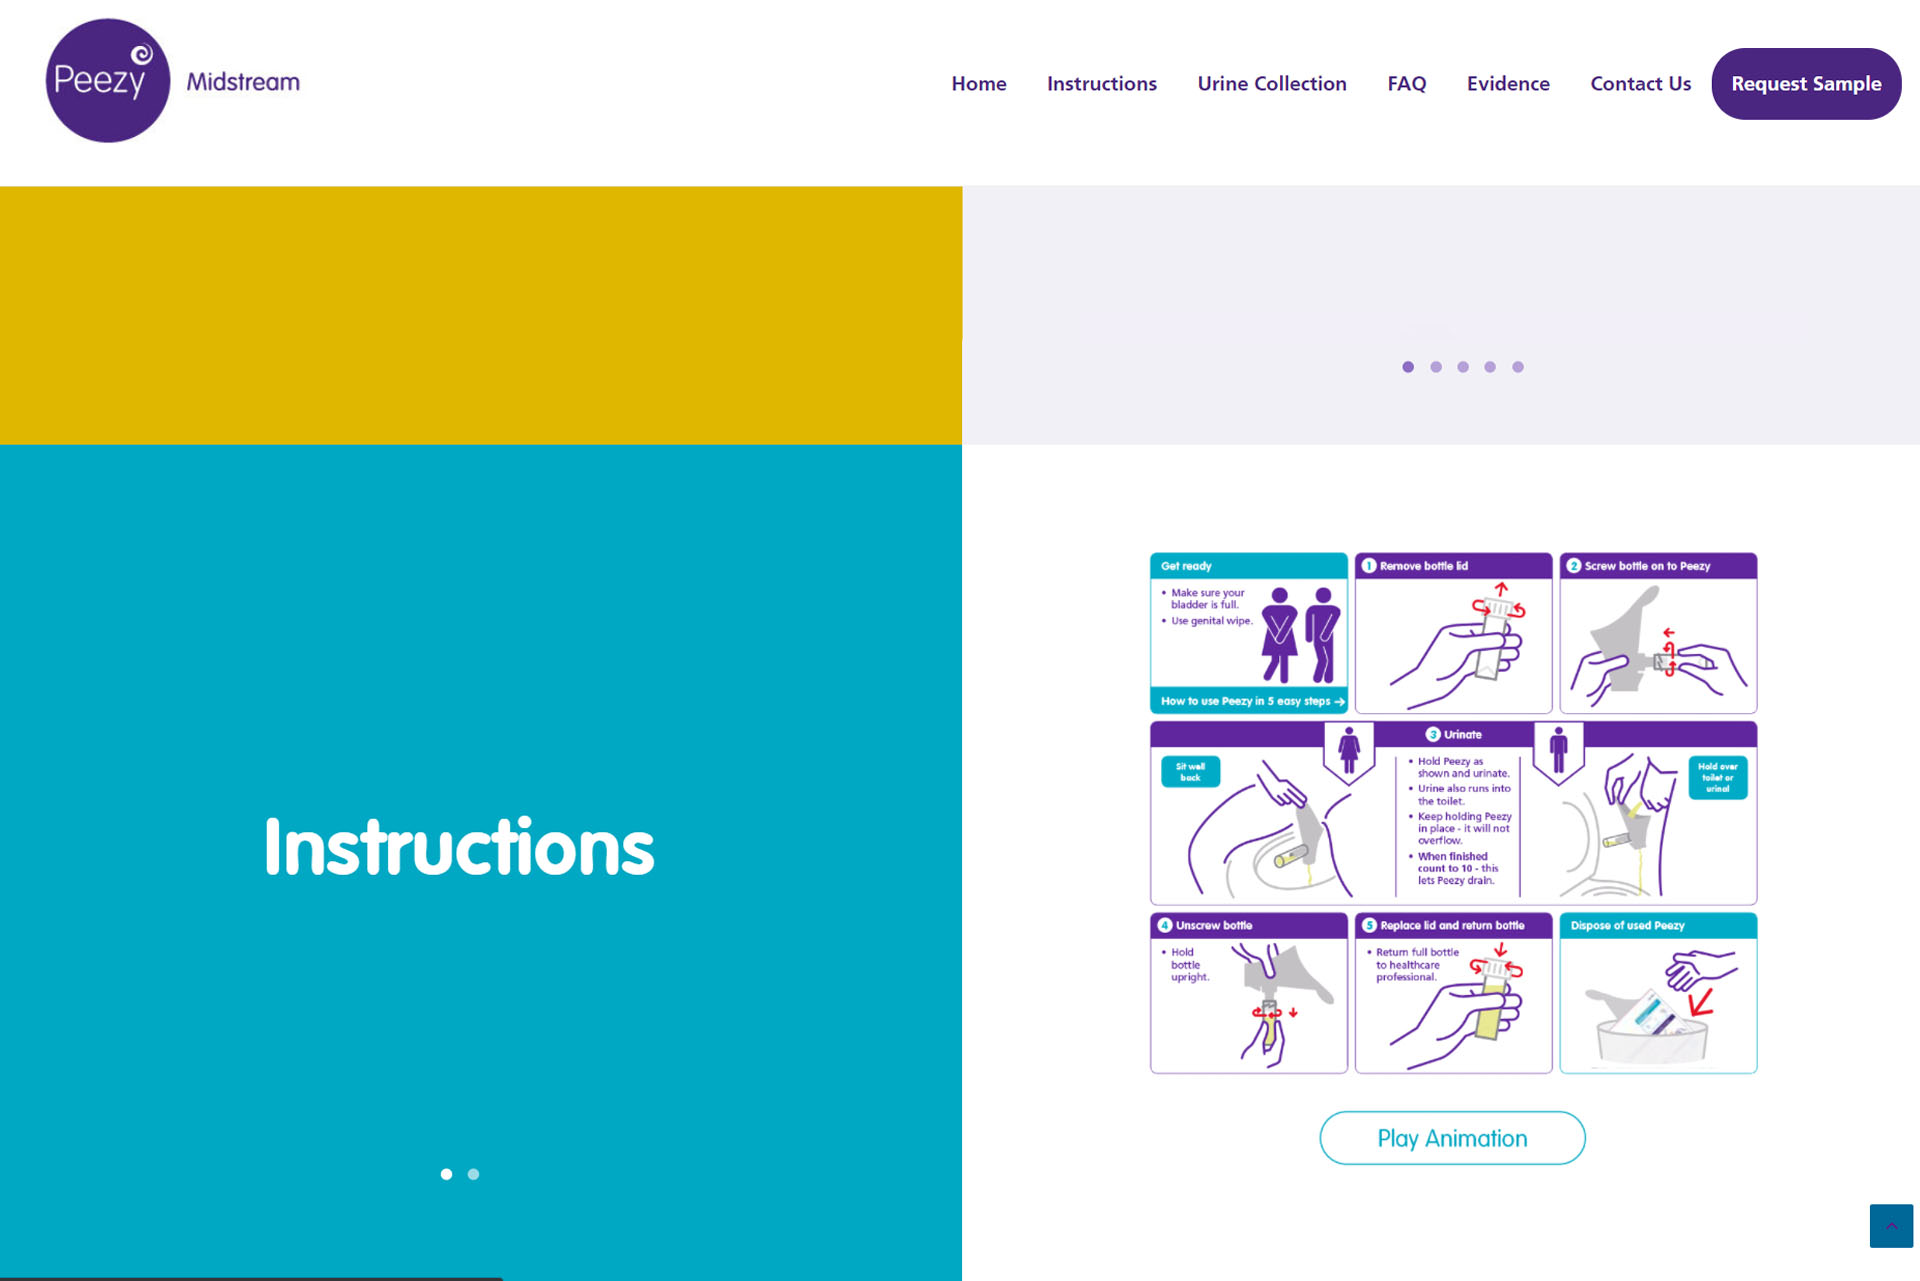 Peezy Midstream
Home Instructions Urine Collection FAQ Evidence Contact Us Request Sample
Instructions
Get ready
• Make sure your
bladder is full.
• Use genital wipe.
How to use Peezy in 5 easy steps →
1 Remove bottle lid
2 Screw bottle on to Peezy
3 Urinate
Sit well
back
• Hold Peezy as
shown and urinate.
• Urine also runs into
the toilet.
• Keep holding Peezy
in place - it will not
overflow.
• When finished
count to 10 - this
lets Peezy drain.
Hold over
toilet or
urinal
4 Unscrew bottle
• Hold
bottle
upright.
5 Replace lid and return bottle
• Return full bottle
to healthcare
professional.
Dispose of used Peezy
Play Animation